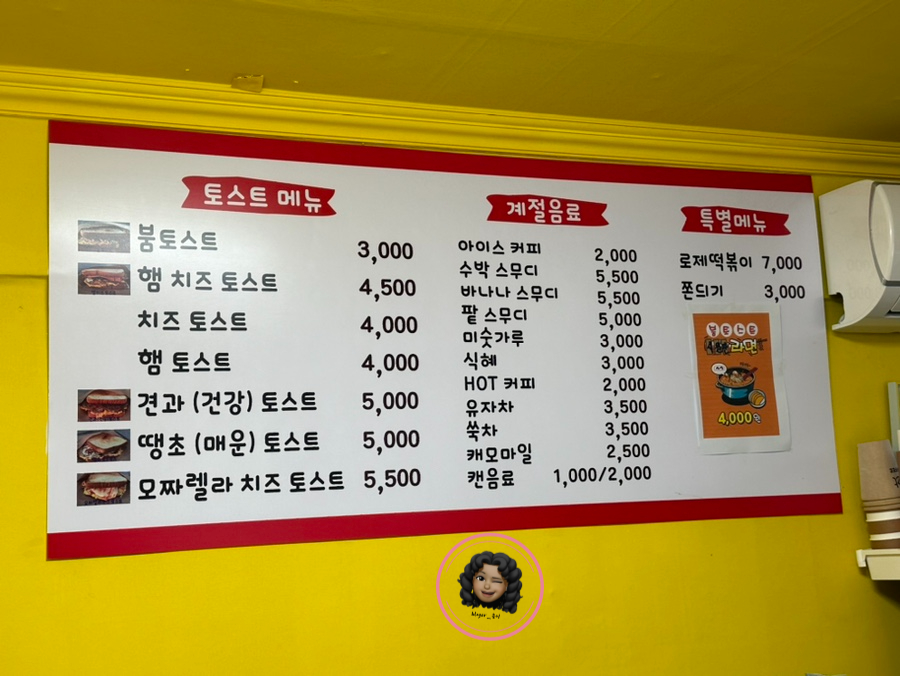 토스트 메뉴
붐토스트 3,000
햄 치즈 토스트 4,500
치즈 토스트 4,000
햄 토스트 4,000
견과 (건강) 토스트 5,000
땡초 (매운) 토스트 5,000
모짜렐라 치즈 토스트 5,500
계절음료
아이스 커피 2,000
수박 스무디 5,500
바나나 스무디 5,500
팥 스무디 5,000
미숫가루 3,000
식혜 3,000
HOT 커피 2,000
유자차 3,500
쑥차 3,500
캐모마일 2,500
캔음료 1,000/2,000
특별메뉴
로제떡볶이 7,000
쫀듸기 3,000
라면
4,000원